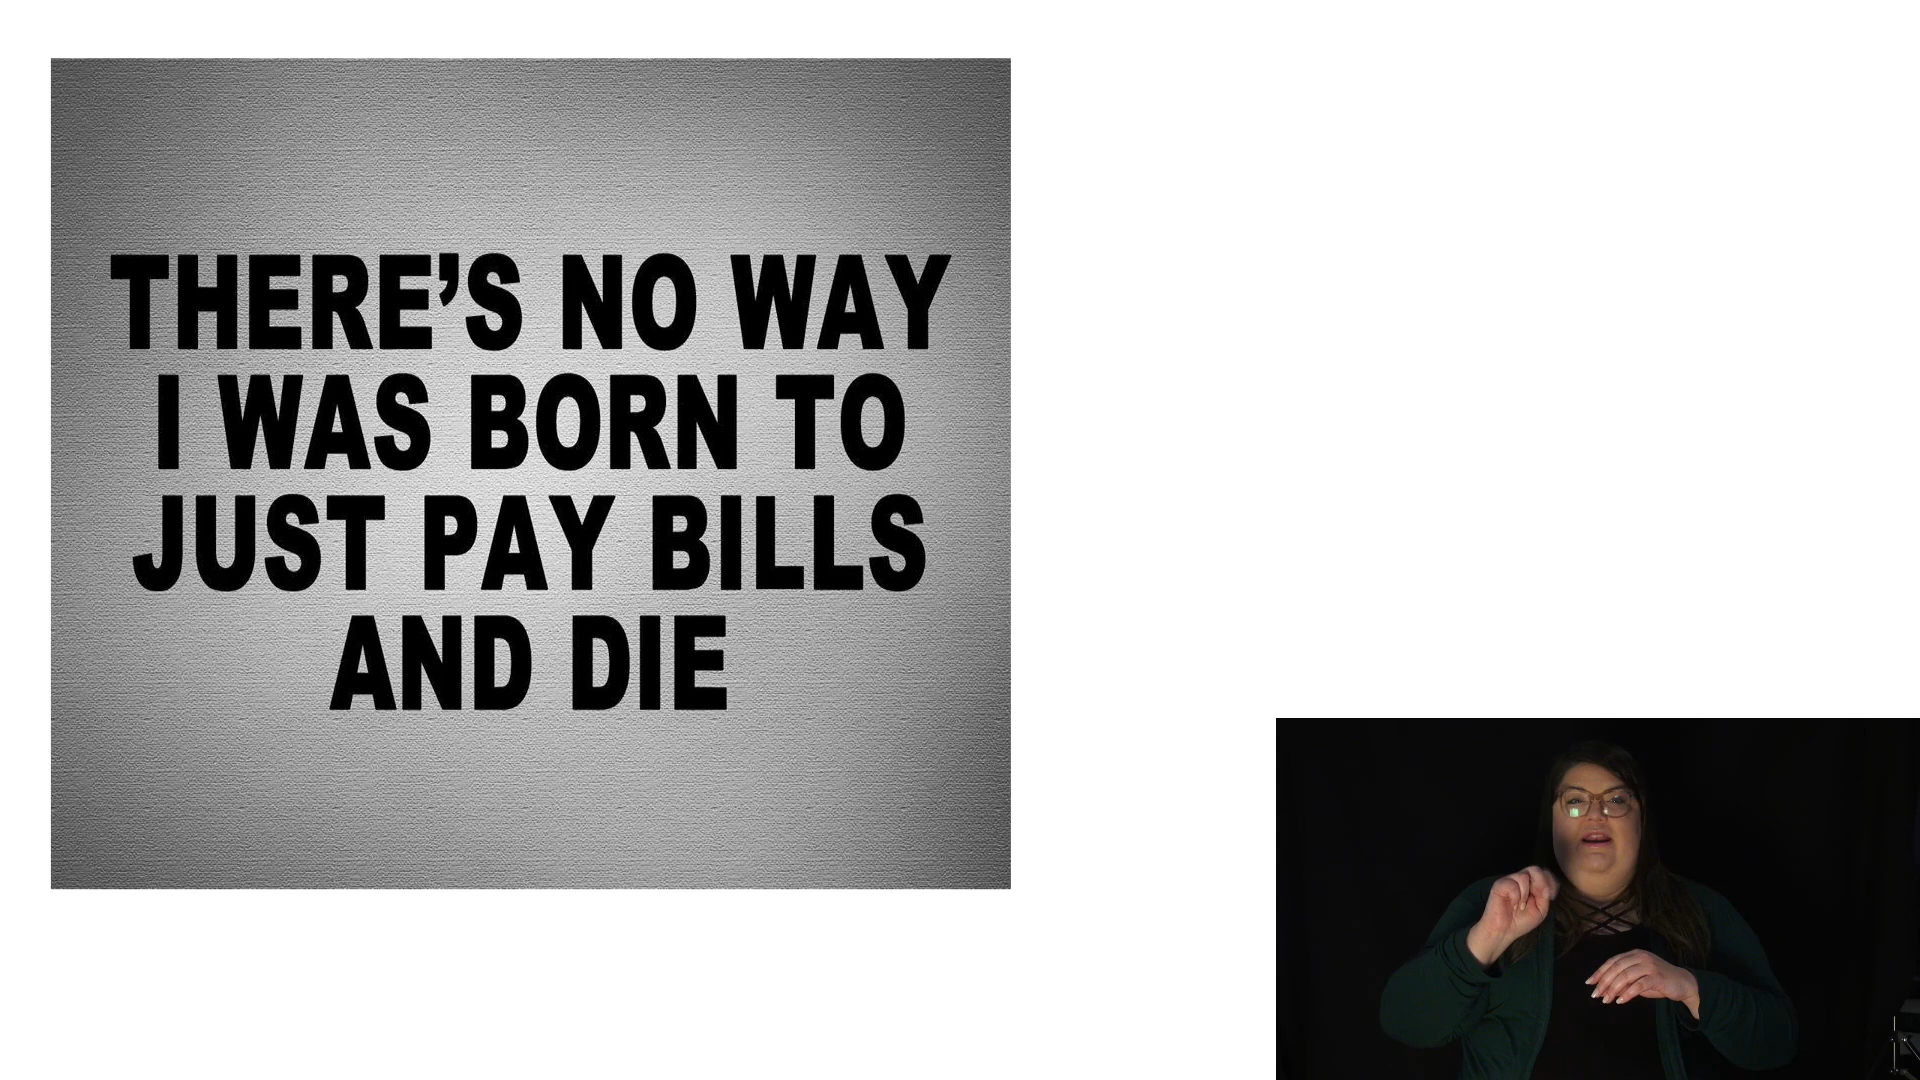 THERE’S NO WAY
I WAS BORN TO
JUST PAY BILLS
AND DIE